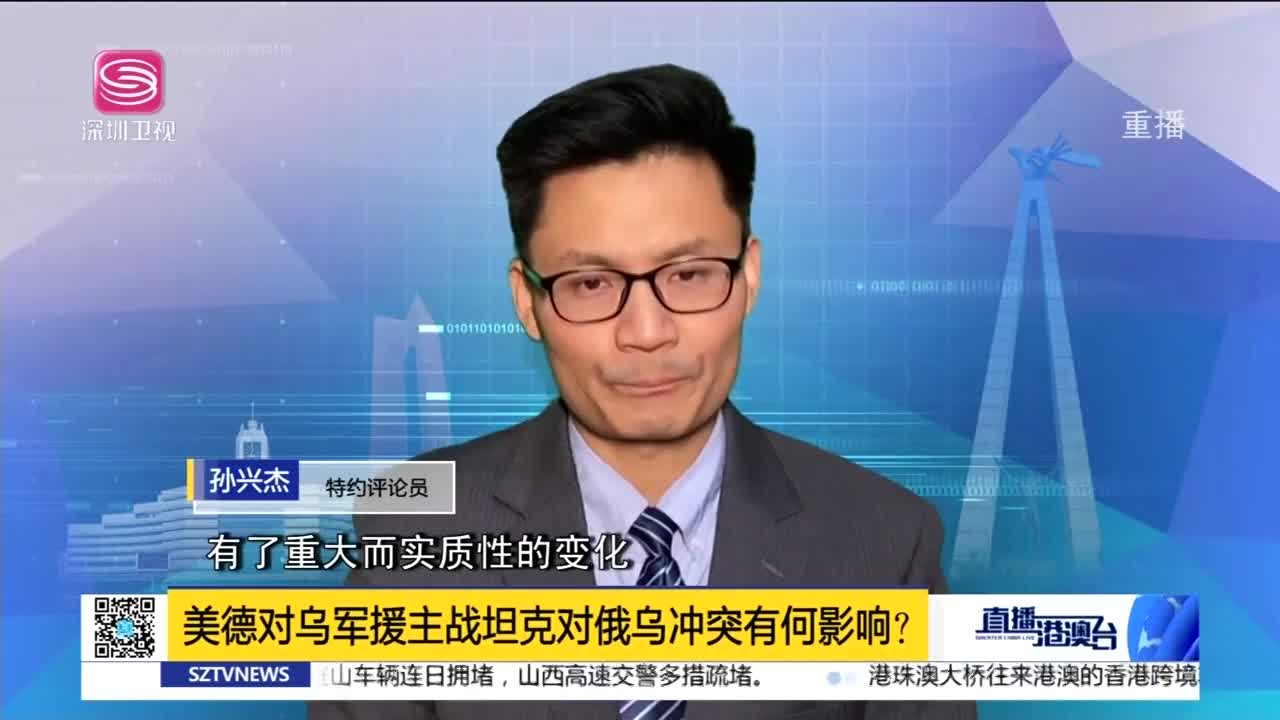 深圳卫视
重播
孙兴杰
特约评论员
有了重大而实质性的变化
美德对乌军援主战坦克对俄乌冲突有何影响?
直播港澳台
GREATER CHINA LIVE
SZTVNEWS
山车辆连日拥堵，山西高速交警多措疏堵。
港珠澳大桥往来港澳的香港跨境